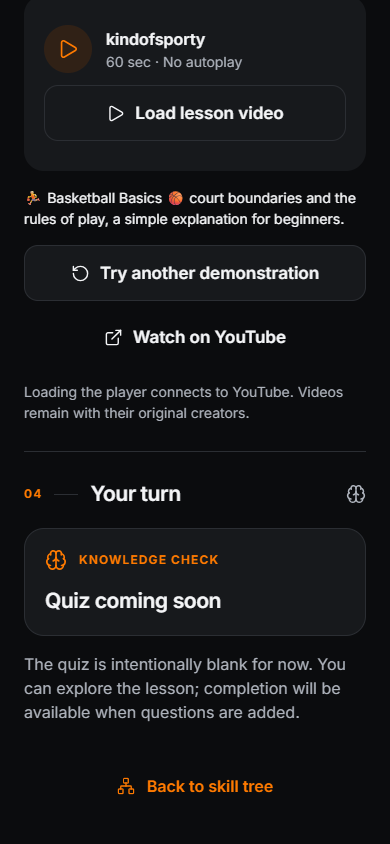 kindofsporty
60 sec · No autoplay
Load lesson video
🏃 Basketball Basics 🏀 court boundaries and the
rules of play, a simple explanation for beginners.
Try another demonstration
Watch on YouTube
Loading the player connects to YouTube. Videos
remain with their original creators.
04 Your turn
KNOWLEDGE CHECK
Quiz coming soon
The quiz is intentionally blank for now. You
can explore the lesson; completion will be
available when questions are added.
Back to skill tree